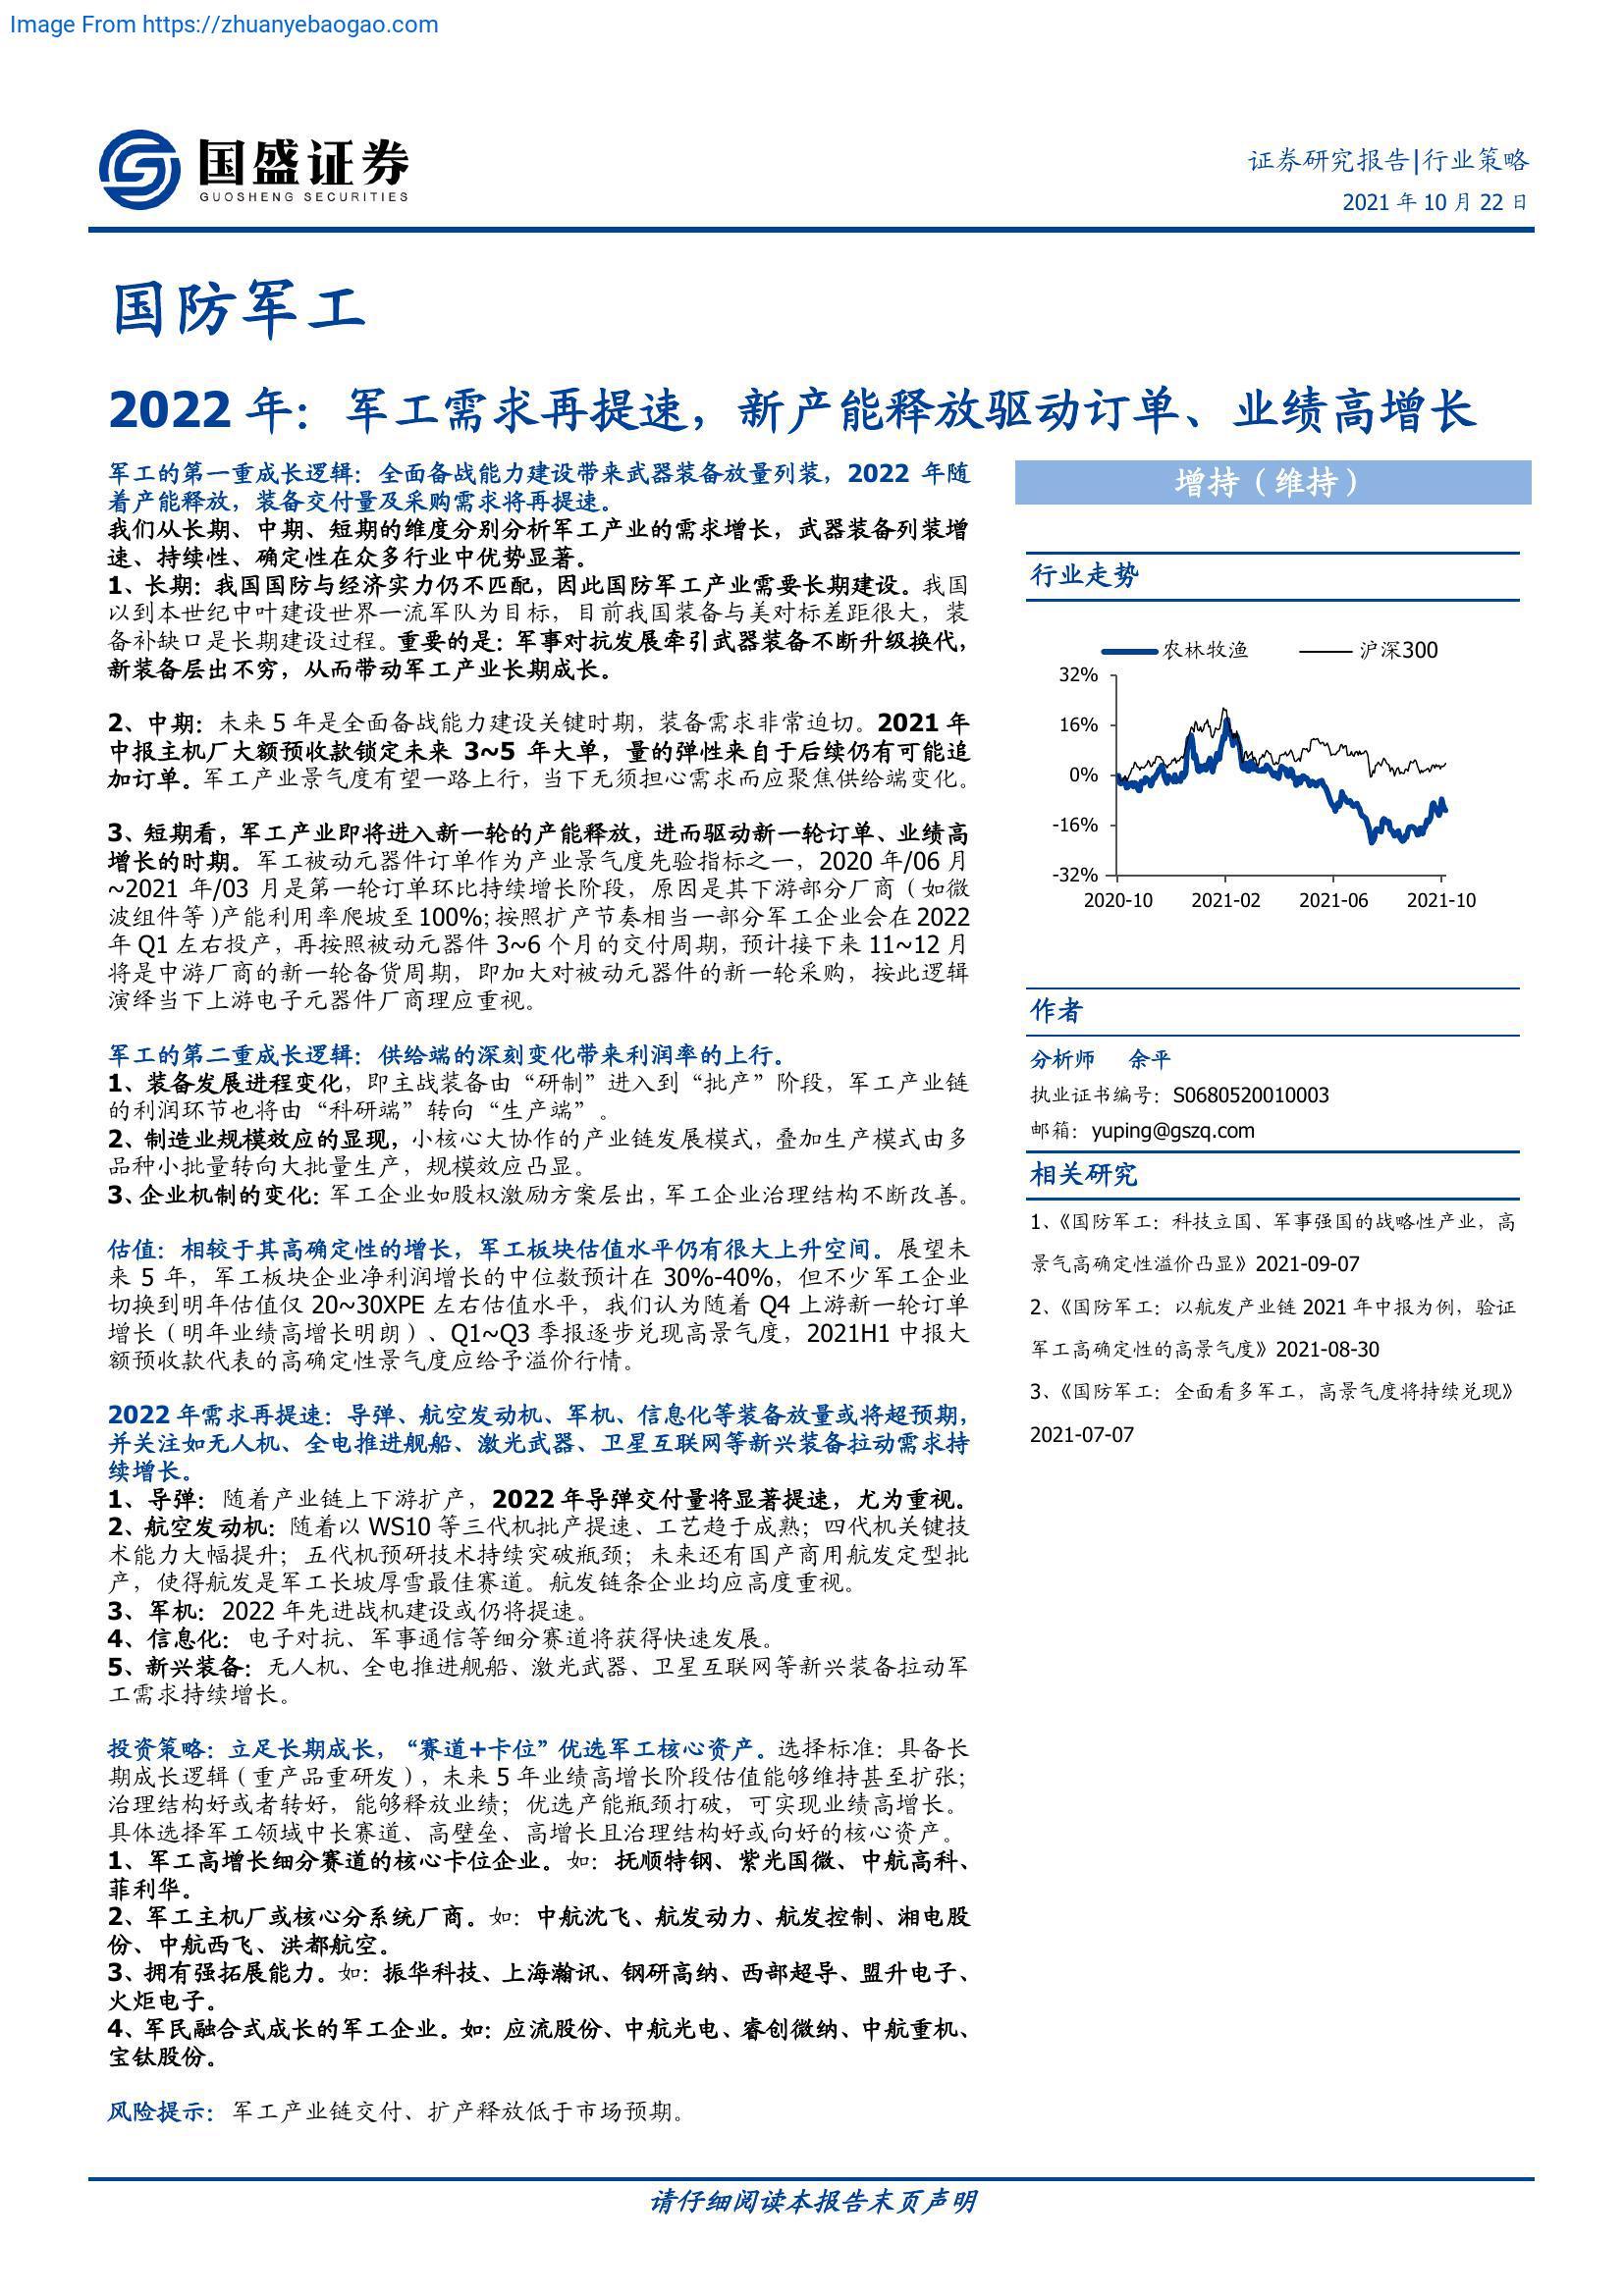 Image From https://zhuanyebaogao.com
国盛证券
GUOSHENG SECURITIES
证券研究报告|行业策略
2021 年 10 月 22 日
国防军工
2022 年：军工需求再提速，新产能释放驱动订单、业绩高增长
军工的第一重成长逻辑：全面备战能力建设带来武器装备放量列装，2022 年随
着产能释放，装备交付量及采购需求将再提速。
我们从长期、中期、短期的维度分别分析军工产业的需求增长，武器装备列装增
速、持续性、确定性在众多行业中优势显著。
1、长期：我国国防与经济实力仍不匹配，因此国防军工产业需要长期建设。我国
以到本世纪中叶建设世界一流军队为目标，目前我国装备与美对标差距很大，装
备补缺口是长期建设过程。重要的是：军事对抗发展牵引武器装备不断升级换代，
新装备层出不穷，从而带动军工产业长期成长。
2、中期：未来 5 年是全面备战能力建设关键时期，装备需求非常迫切。2021 年
中报主机厂大额预收款锁定未来 3~5 年大单，量的弹性来自于后续仍有可能追
加订单。军工产业景气度有望一路上行，当下无须担心需求而应聚焦供给端变化。
3、短期看，军工产业即将进入新一轮的产能释放，进而驱动新一轮订单、业绩高
增长的时期。军工被动元器件订单作为产业景气度先验指标之一，2020 年/06 月
~2021 年/03 月是第一轮订单环比持续增长阶段，原因是其下游部分厂商（如微
波组件等)产能利用率爬坡至 100%;按照扩产节奏相当一部分军工企业会在 2022
年 Q1 左右投产，再按照被动元器件 3~6 个月的交付周期，预计接下来 11~12 月
将是中游厂商的新一轮备货周期，即加大对被动元器件的新一轮采购，按此逻辑
演绎当下上游电子元器件厂商理应重视。
军工的第二重成长逻辑：供给端的深刻变化带来利润率的上行。
1、装备发展进程变化，即主战装备由“研制”进入到“批产”阶段，军工产业链
的利润环节也将由“科研端”转向“生产端”。
2、制造业规模效应的显现，小核心大协作的产业链发展模式，叠加生产模式由多
品种小批量转向大批量生产，规模效应凸显。
3、企业机制的变化：军工企业如股权激励方案层出，军工企业治理结构不断改善。
估值：相较于其高确定性的增长，军工板块估值水平仍有很大上升空间。展望未
来 5 年，军工板块企业净利润增长的中位数预计在 30%-40%，但不少军工企业
切换到明年估值仅 20~30XPE 左右估值水平，我们认为随着 Q4 上游新一轮订单
增长（明年业绩高增长明朗）、Q1~Q3 季报逐步兑现高景气度，2021H1 中报大
额预收款代表的高确定性景气度应给予溢价行情。
2022 年需求再提速：导弹、航空发动机、军机、信息化等装备放量或将超预期，
并关注如无人机、全电推进舰船、激光武器、卫星互联网等新兴装备拉动需求持
续增长。
1、导弹：随着产业链上下游扩产，2022 年导弹交付量将显著提速，尤为重视。
2、航空发动机：随着以 WS10 等三代机批产提速、工艺趋于成熟；四代机关键技
术能力大幅提升；五代机预研技术持续突破瓶颈；未来还有国产商用航发定型批
产，使得航发是军工长坡厚雪最佳赛道。航发链条企业均应高度重视。
3、军机：2022 年先进战机建设或仍将提速。
4、信息化：电子对抗、军事通信等细分赛道将获得快速发展。
5、新兴装备：无人机、全电推进舰船、激光武器、卫星互联网等新兴装备拉动军
工需求持续增长。
投资策略：立足长期成长，“赛道+卡位”优选军工核心资产。选择标准：具备长
期成长逻辑（重产品重研发），未来 5 年业绩高增长阶段估值能够维持甚至扩张；
治理结构好或者转好，能够释放业绩；优选产能瓶颈打破，可实现业绩高增长。
具体选择军工领域中长赛道、高壁垒、高增长且治理结构好或向好的核心资产。
1、军工高增长细分赛道的核心卡位企业。如：抚顺特钢、紫光国微、中航高科、
菲利华。
2、军工主机厂或核心分系统厂商。如：中航沈飞、航发动力、航发控制、湘电股
份、中航西飞、洪都航空。
3、拥有强拓展能力。如：振华科技、上海瀚讯、钢研高纳、西部超导、盟升电子、
火炬电子。
4、军民融合式成长的军工企业。如：应流股份、中航光电、睿创微纳、中航重机、
宝钛股份。
风险提示：军工产业链交付、扩产释放低于市场预期。
增持（维持）
行业走势
农林牧渔 沪深300
32%
16%
0%
-16%
-32%
2020-10 2021-02 2021-06 2021-10
作者
分析师 余平
执业证书编号：S0680520010003
邮箱：yuping@gszq.com
相关研究
1、《国防军工：科技立国、军事强国的战略性产业，高
景气高确定性溢价凸显》2021-09-07
2、《国防军工：以航发产业链 2021 年中报为例，验证
军工高确定性的高景气度》2021-08-30
3、《国防军工：全面看多军工，高景气度将持续兑现》
2021-07-07
请仔细阅读本报告末页声明